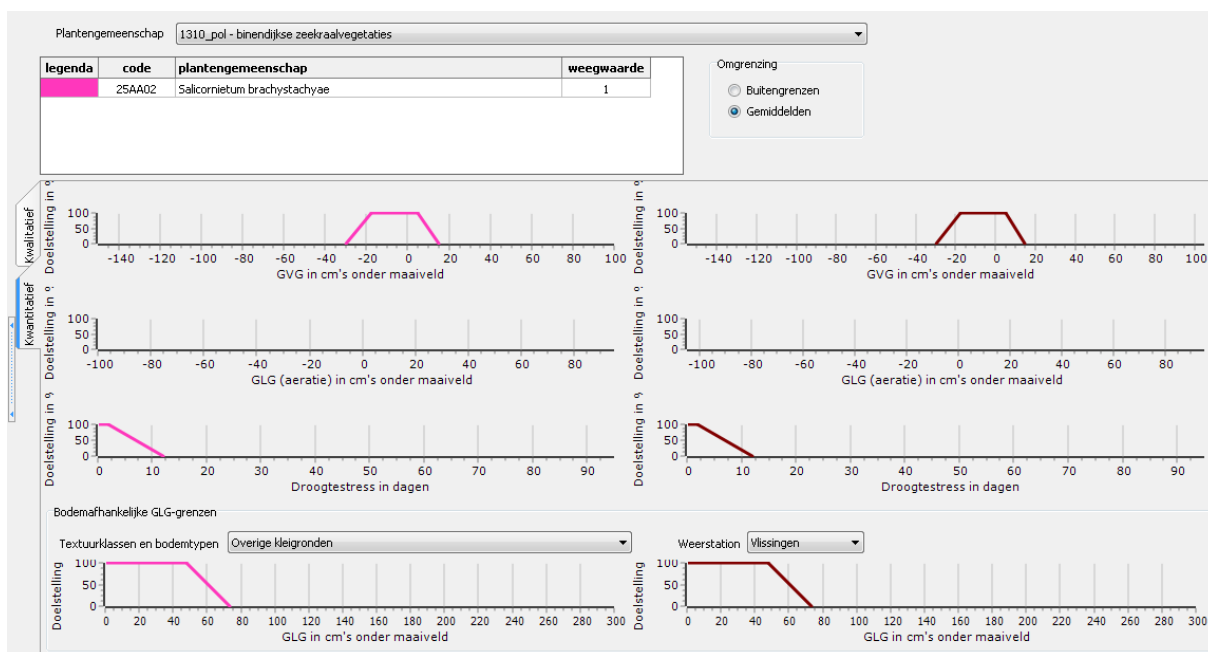 Plantengemeenschap 1310_pol - binendijkse zeekraalvegetaties
legenda code plantengemeenschap weegwaarde
25AA02 Salicornietum brachystachyae 1
Omgrenzing
Buitengrenzen
Gemiddelden
Kwalitatief
Kwantitatief
Doelstelling in %
100
50
0
-140 -120 -100 -80 -60 -40 -20 0 20 40 60 80 100
GVG in cm's onder maaiveld
Doelstelling in %
100
50
0
-140 -120 -100 -80 -60 -40 -20 0 20 40 60 80 100
GVG in cm's onder maaiveld
Doelstelling in %
100
50
0
-100 -80 -60 -40 -20 0 20 40 60 80
GLG (aeratie) in cm's onder maaiveld
Doelstelling in %
100
50
0
-100 -80 -60 -40 -20 0 20 40 60 80
GLG (aeratie) in cm's onder maaiveld
Doelstelling in %
100
50
0
0 10 20 30 40 50 60 70 80 90
Droogtestress in dagen
Doelstelling in %
100
50
0
0 10 20 30 40 50 60 70 80 90
Droogtestress in dagen
Bodemafhankelijke GLG-grenzen
Textuurklassen en bodemtypen Overige kleigronden
Weerstation Vlissingen
Doelstelling
100
50
0
0 20 40 60 80 100 120 140 160 180 200 220 240 260 280 300
GLG in cm's onder maaiveld
Doelstelling
100
50
0
0 20 40 60 80 100 120 140 160 180 200 220 240 260 280 300
GLG in cm's onder maaiveld